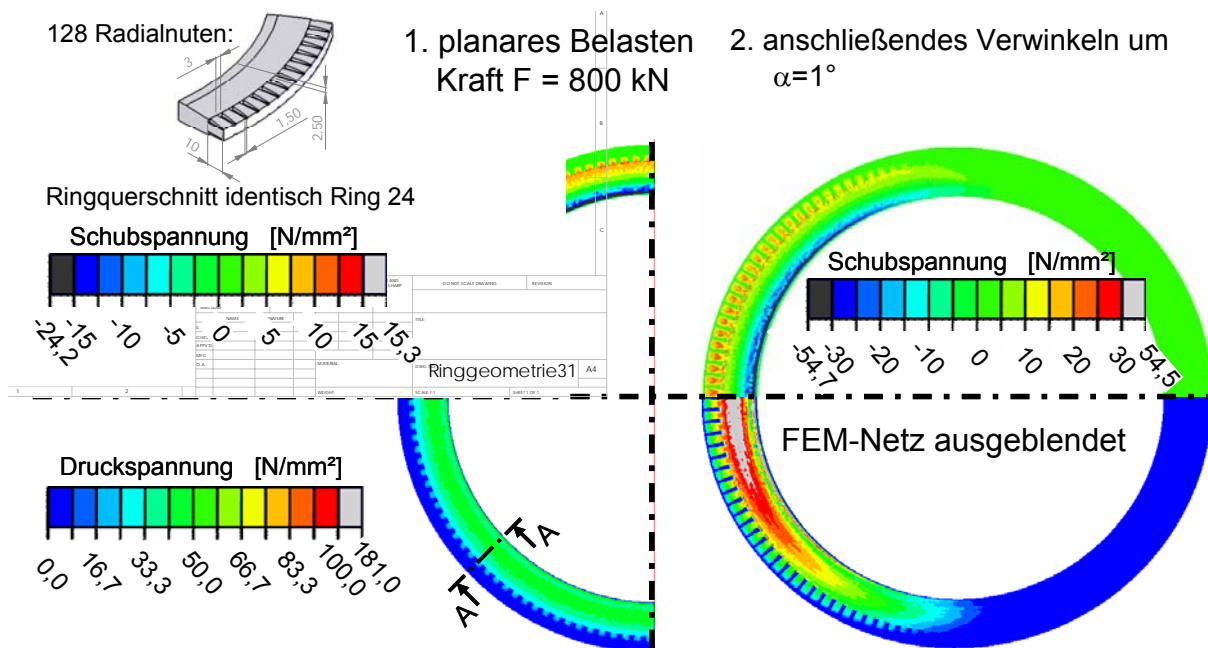 128 Radialnuten:
3
1,50
2,50
10
Ringquerschnitt identisch Ring 24
1. planares Belasten
Kraft F = 800 kN
2. anschließendes Verwinkeln um
α=1°
Schubspannung [N/mm²]
-24,2 -15 -10 -5 0 5 10 15 15,3
A
B
C
DO NOT SCALE DRAWING
REVISION
NAME
TITLE:
MFG
Q.A
MATERIAL:
WEIGHT:
Ringgeometrie31
A4
SCALE:1:1
SHEET 1 OF 1
1
2
Schubspannung [N/mm²]
-54,7 -30 -20 -10 0 10 20 30 54,5
FEM-Netz ausgeblendet
Druckspannung [N/mm²]
0,0 16,7 33,3 50,0 66,7 83,3 100,0 181,0
A
A